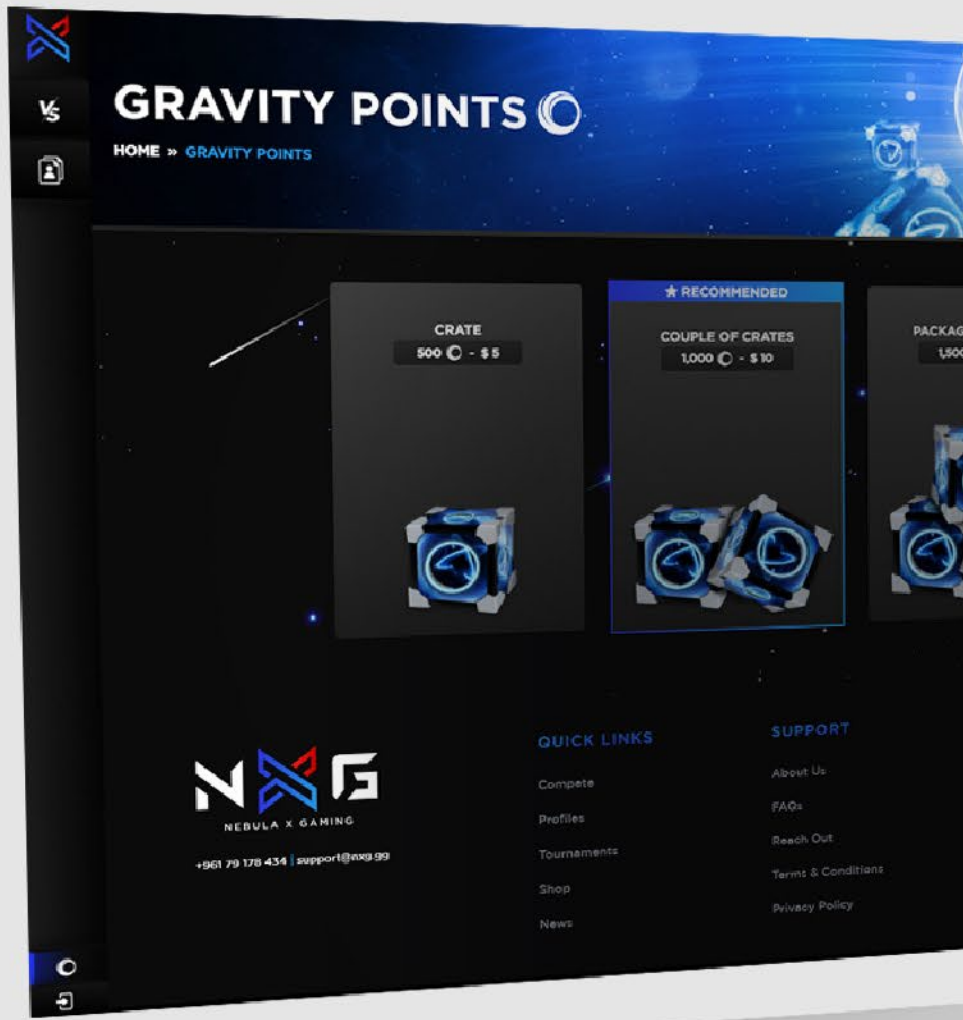 VS
GRAVITY POINTS
HOME » GRAVITY POINTS
★ RECOMMENDED
CRATE
500 - $5
COUPLE OF CRATES
1,000 - $10
NXG
NEBULA X GAMING
+961 79 178 434 | support@nxg.gg
QUICK LINKS
Compete
Profiles
Tournaments
Shop
News
SUPPORT
About Us
FAQs
Reach Out
Terms & Conditions
Privacy Policy